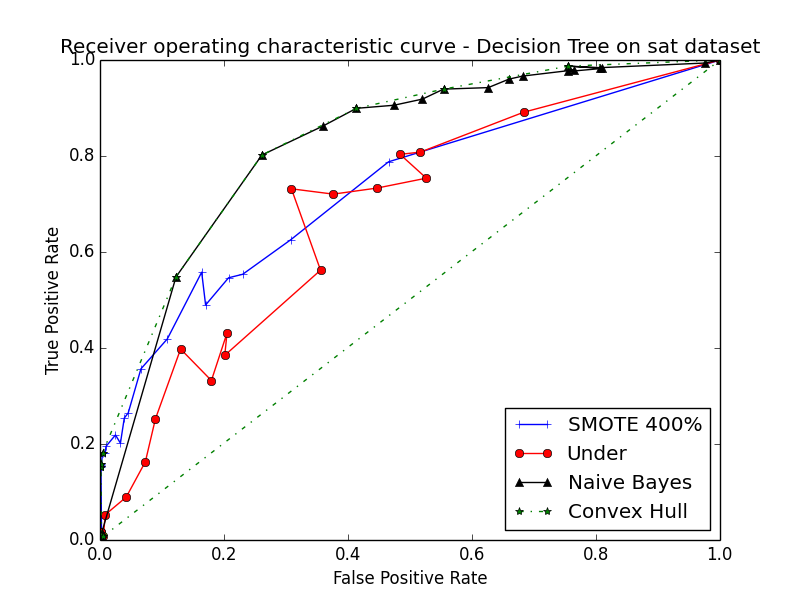 Receiver operating characteristic curve - Decision Tree on sat dataset
1.0
0.8
0.6
0.4
0.2
0.0
True Positive Rate
0.0 0.2 0.4 0.6 0.8 1.0
False Positive Rate
SMOTE 400%
Under
Naive Bayes
Convex Hull